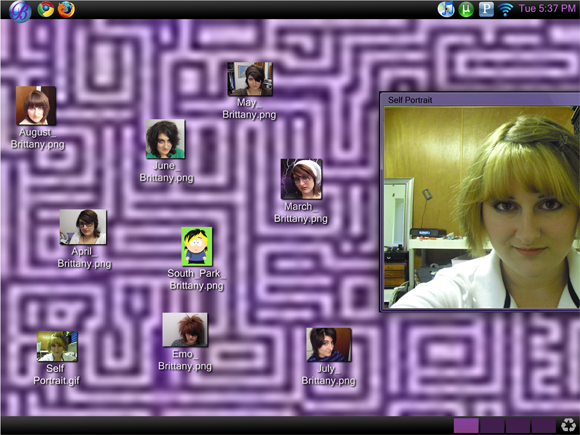 Tue 5:37 PM
Self Portrait
May_
Brittany.png
August_
Brittany.png
June_
Brittany.png
March_
Brittany.png
April_
Brittany.png
South_Park_
Brittany.png
Emo_
Brittany.png
July_
Brittany.png
Self
Portrait.gif